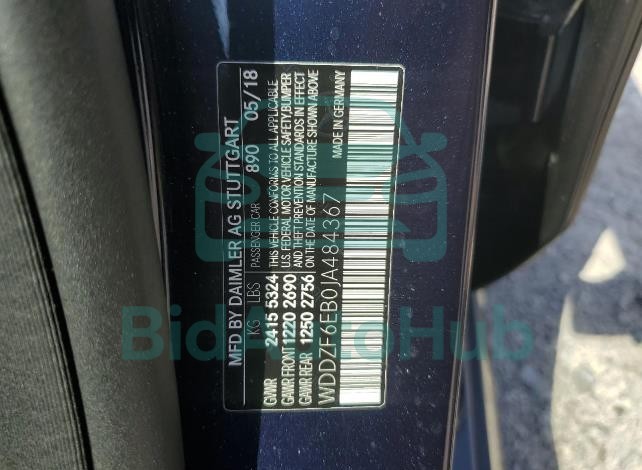 MFD BY DAIMLER AG STUTTGART
KG LBS PASSENGER CAR 890 05/18
GVWR 2415 5324 THIS VEHICLE CONFORMS TO ALL APPLICABLE
GAWR FRONT 1220 2690 U.S. FEDERAL MOTOR VEHICLE SAFETY, BUMPER
GAWR REAR 1250 2756 AND THEFT PREVENTION STANDARDS IN EFFECT
ON THE DATE OF MANUFACTURE SHOWN ABOVE
WDDZF6EB0JA484367 MADE IN GERMANY
BidAutoHub